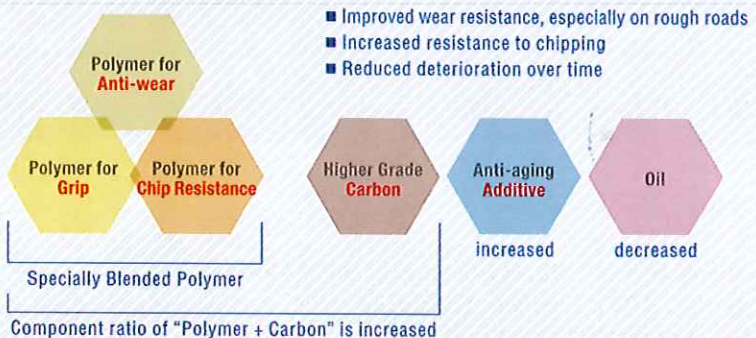 ■ Improved wear resistance, especially on rough roads
■ Increased resistance to chipping
■ Reduced deterioration over time
Polymer for
Anti-wear
Polymer for
Grip
Polymer for
Chip Resistance
Higher Grade
Carbon
Anti-aging
Additive
Oil
increased
decreased
Specially Blended Polymer
Component ratio of "Polymer + Carbon" is increased